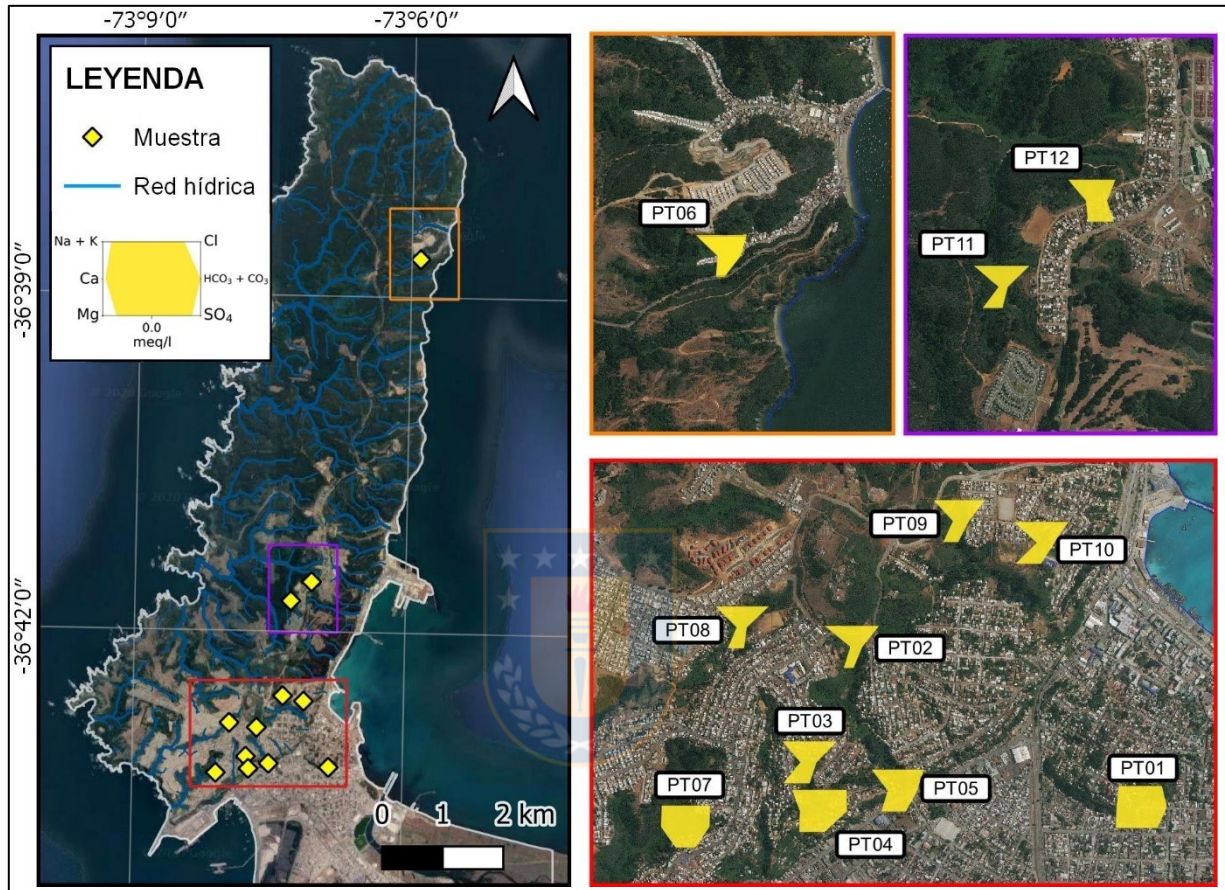 -73°9′0″
-73°6′0″
LEYENDA
Muestra
Red hídrica
Na + K
Cl
Ca
HCO₃ + CO₃
Mg
SO₄
0.0
meq/l
-36°39′0″
-36°42′0″
0 1 2 km
PT06
PT12
PT11
PT09
PT10
PT08
PT02
PT03
PT07
PT05
PT01
PT04